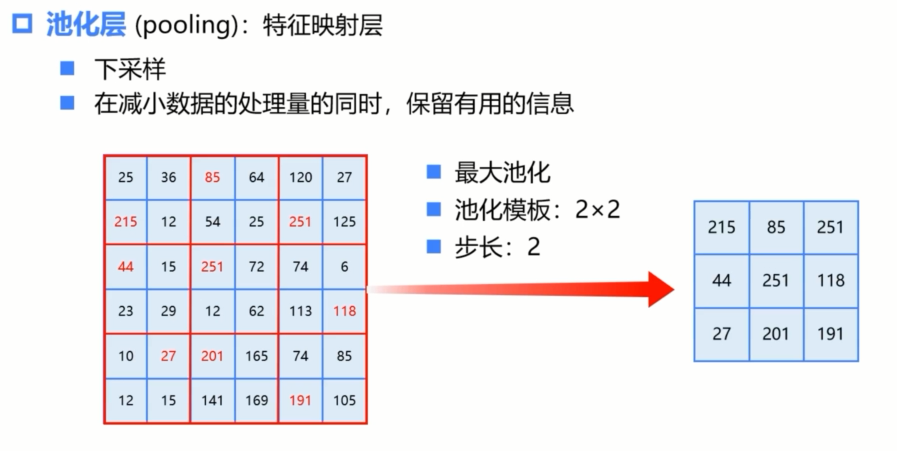 池化层 (pooling)：特征映射层
下采样
在减小数据的处理量的同时，保留有用的信息
25 36 85 64 120 27
215 12 54 25 251 125
44 15 251 72 74 6
23 29 12 62 113 118
10 27 201 165 74 85
12 15 141 169 191 105
最大池化
池化模板：2×2
步长：2
215 85 251
44 251 118
27 201 191